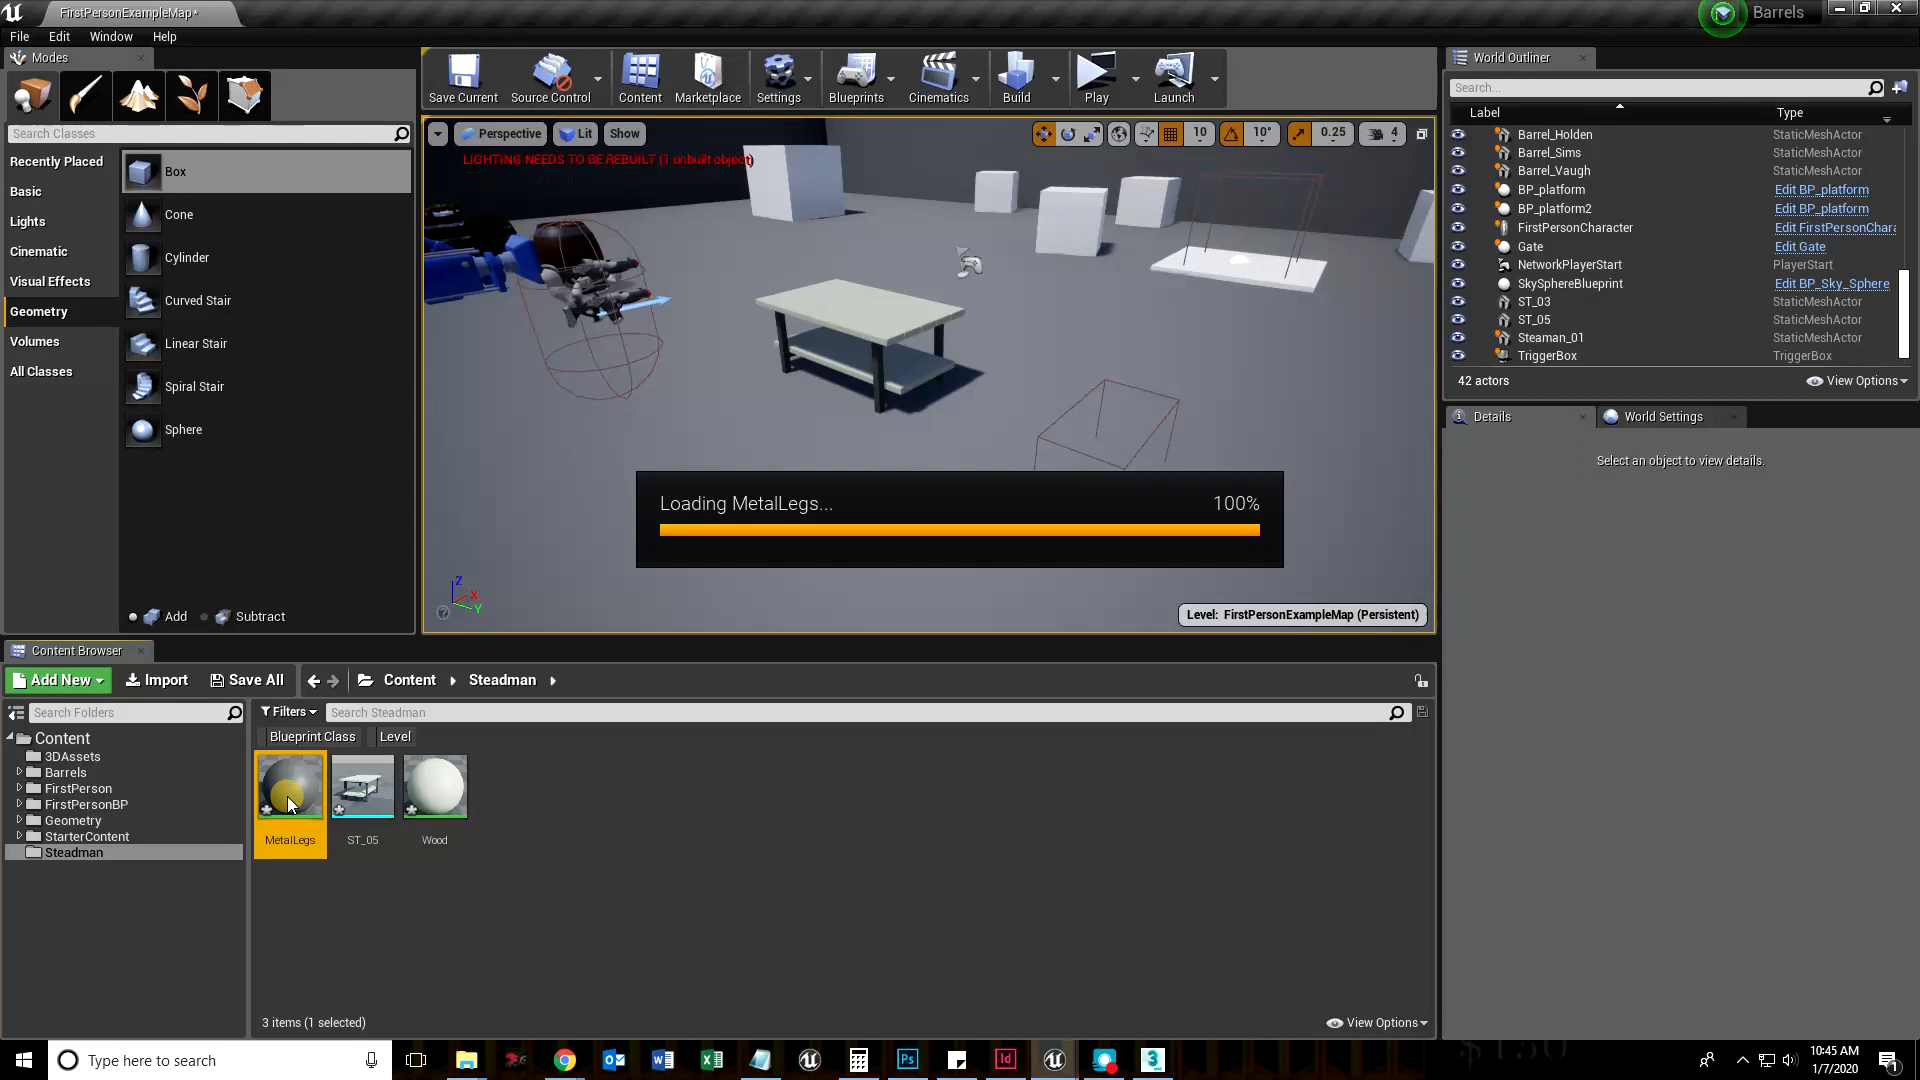 FirstPersonExampleMap*
Barrels
File Edit Window Help
Modes
Search Classes
Recently Placed
Basic
Lights
Cinematic
Visual Effects
Geometry
Volumes
All Classes
Box
Cone
Cylinder
Curved Stair
Linear Stair
Spiral Stair
Sphere
Add Subtract
Save Current Source Control Content Marketplace Settings Blueprints Cinematics Build Play Launch
Perspective Lit Show 10 10° 0.25 4
LIGHTING NEEDS TO BE REBUILT (1 unbuilt object)
Loading MetalLegs... 100%
Z
X
Y
Level: FirstPersonExampleMap (Persistent)
World Outliner
Search...
Label Type
Barrel_Holden StaticMeshActor
Barrel_Sims StaticMeshActor
Barrel_Vaugh StaticMeshActor
BP_platform Edit BP_platform
BP_platform2 Edit BP_platform
FirstPersonCharacter Edit FirstPersonChara
Gate Edit Gate
NetworkPlayerStart PlayerStart
SkySphereBlueprint Edit BP_Sky_Sphere
ST_03 StaticMeshActor
ST_05 StaticMeshActor
Steaman_01 StaticMeshActor
TriggerBox TriggerBox
42 actors View Options
Details World Settings
Select an object to view details.
Content Browser
Add New Import Save All Content Steadman
Search Folders
Content
3DAssets
Barrels
FirstPerson
FirstPersonBP
Geometry
StarterContent
Steadman
Filters Search Steadman
Blueprint Class Level
MetalLegs ST_05 Wood
3 items (1 selected) View Options
Type here to search
$150
10:45 AM
1/7/2020
1